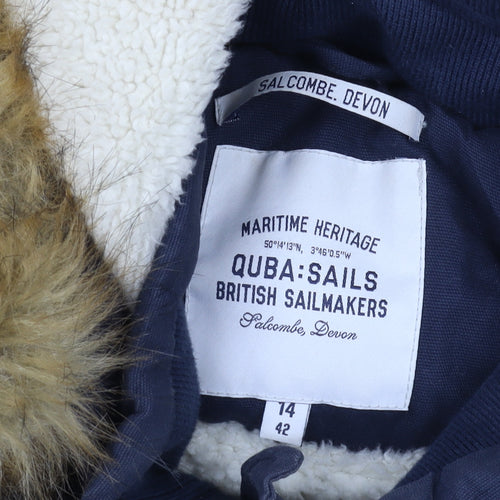 SALCOMBE. DEVON
MARITIME HERITAGE
50°14'13"N, 3°46'0.5"W
QUBA:SAILS
BRITISH SAILMAKERS
Salcombe, Devon
14
42